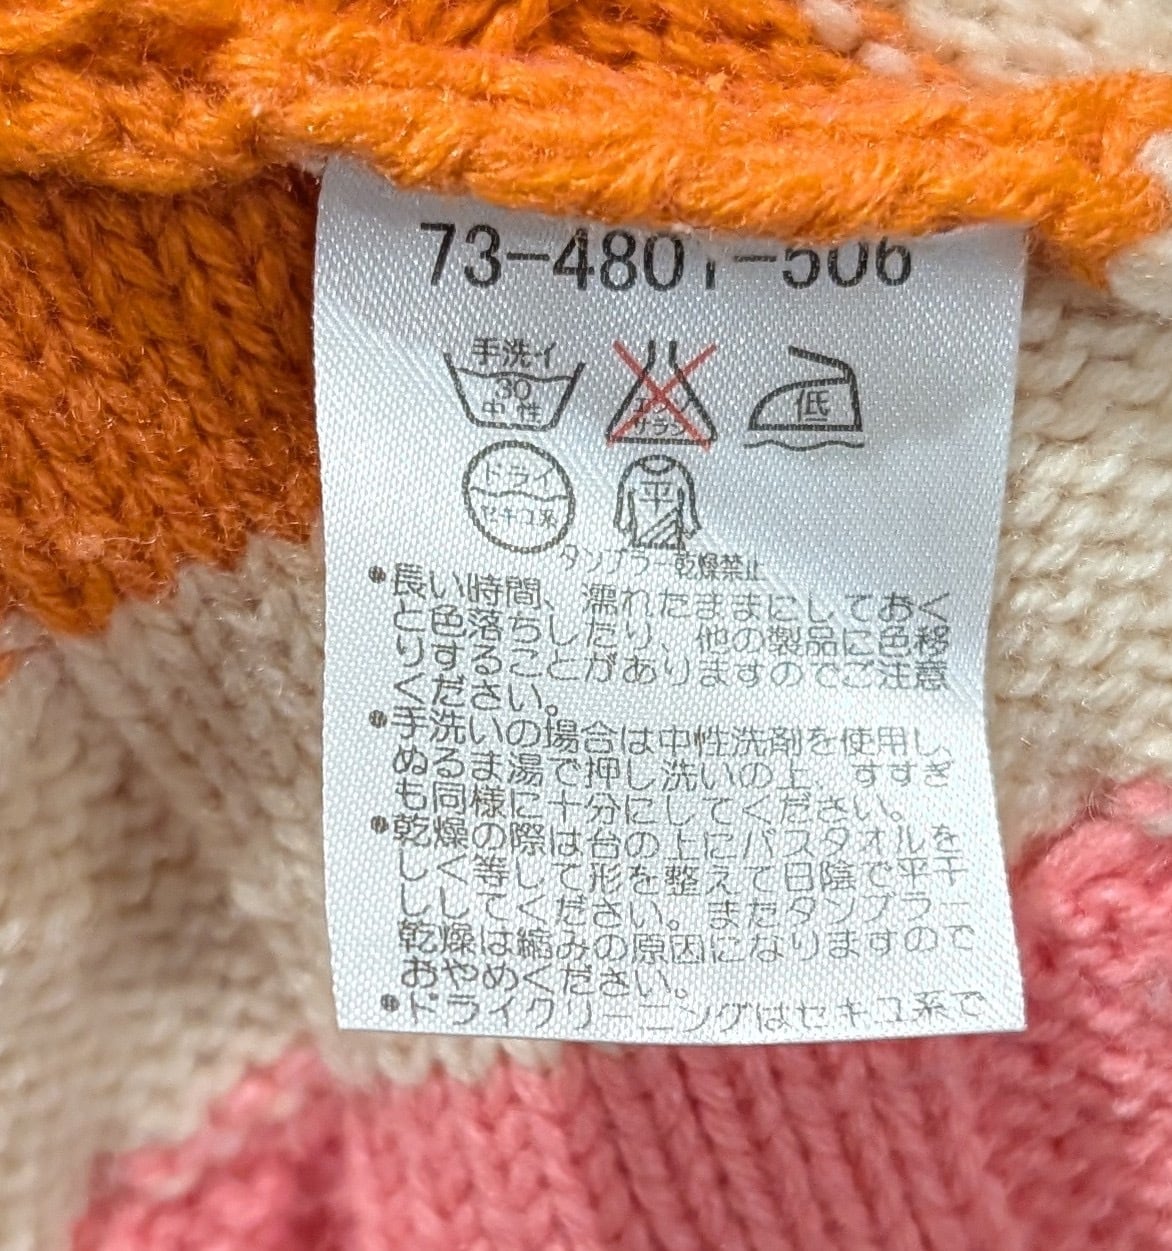 73-4801-506
手洗イ
30
中 性
エンソ
サラシ
低
ドライ
セキユ系
平
タンブラー乾燥禁止
●長い時間、濡れたままにしておく
と色落ちしたり、他の製品に色移
りすることがありますのでご注意
ください。
●手洗いの場合は中性洗剤を使用し、
ぬるま湯で押し洗いの上、すすぎ
も同様に十分にしてください。
●乾燥の際は台の上にバスタオルを
しく等して形を整えて日陰で平干
ししてください。またタンブラー
乾燥は縮みの原因になりますので
おやめください。
●ドライクリーニングはセキユ系で